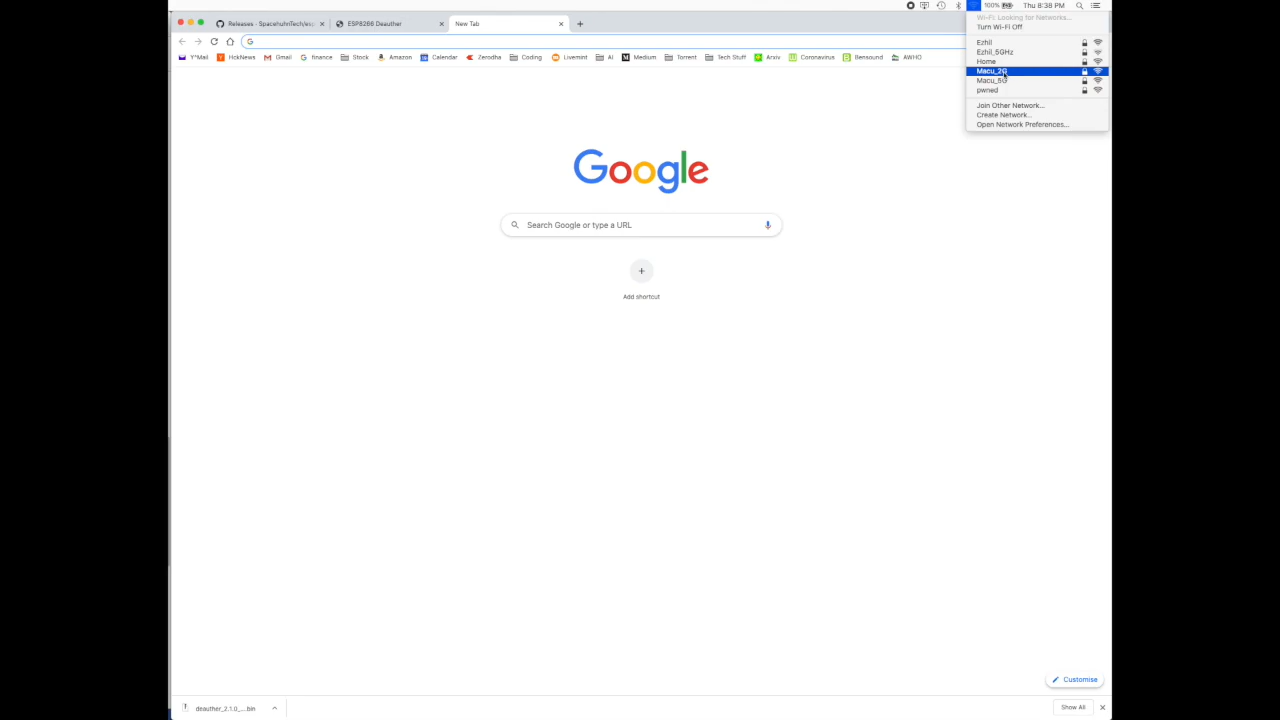 100%
Thu 8:38 PM
Releases · SpacehuhnTech/esp
ESP8266 Deauther
New Tab
Wi-Fi: Looking for Networks...
Turn Wi-Fi Off
Ezhil
Ezhil_5GHz
Home
Macu_2G
Macu_5G
pwned
Join Other Network...
Create Network...
Open Network Preferences...
Y*Mail
HckNews
Gmail
finance
Stock
Amazon
Calendar
Zerodha
Coding
Livemint
AI
Medium
Torrent
Tech Stuff
Arxiv
Coronavirus
Bensound
AWHO
Google
Search Google or type a URL
Add shortcut
Customise
deauther_2.1.0_....bin
Show All